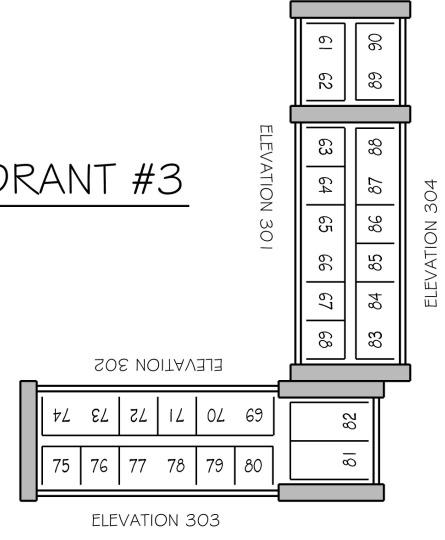 DRANT #3
ELEVATION 301
ELEVATION 304
61 90
62 89
63 88
64 87
65 86
66 85
67 84
68 83
ELEVATION 302
74 73 72 71 70 69 82
75 76 77 78 79 80 81
ELEVATION 303